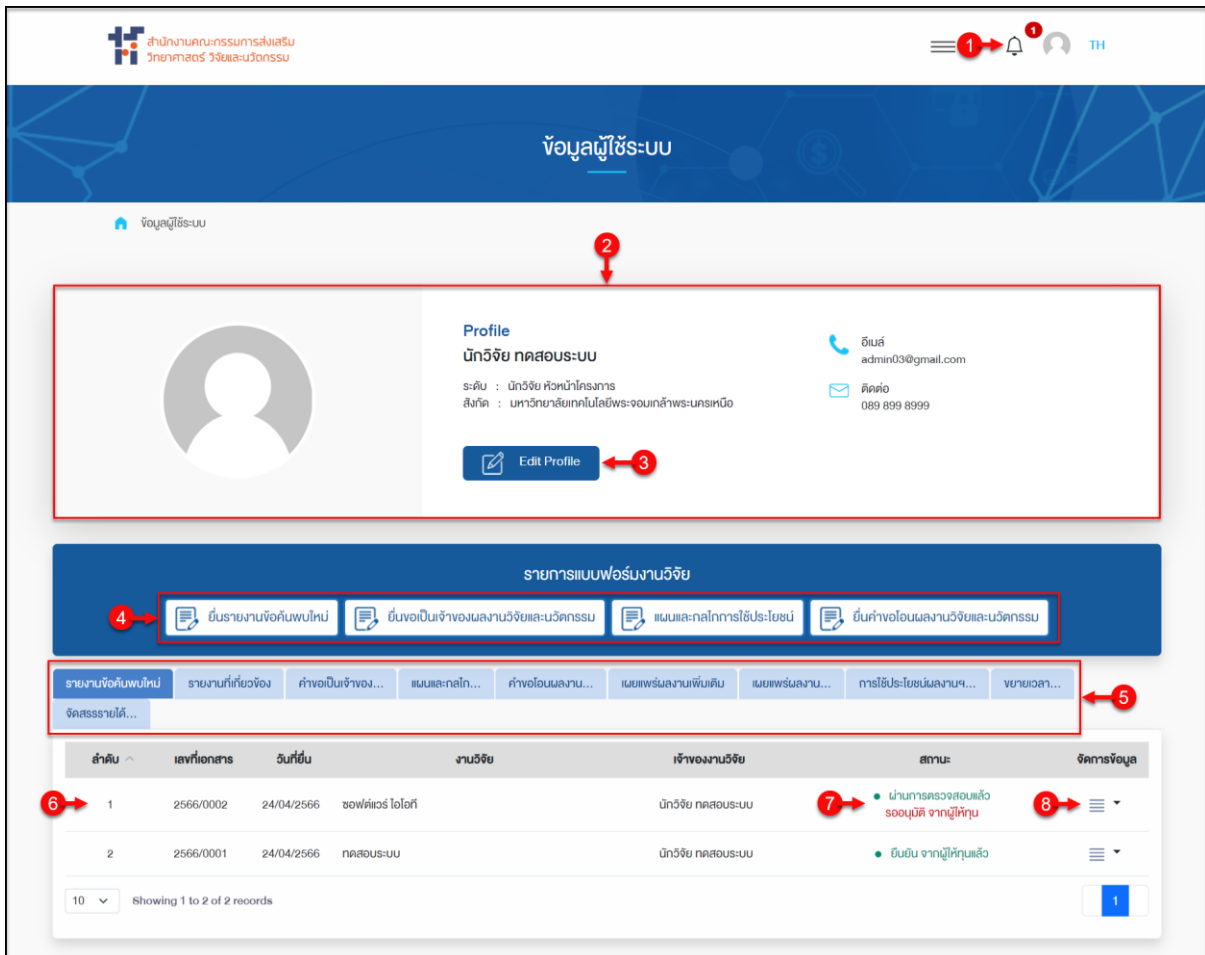 สำนักงานคณะกรรมการส่งเสริม
วิทยาศาสตร์ วิจัยและนวัตกรรม
1
1
TH
ข้อมูลผู้ใช้ระบบ
ข้อมูลผู้ใช้ระบบ
2
Profile
นักวิจัย ทดสอบระบบ
ระดับ : นักวิจัย หัวหน้าโครงการ
สังกัด : มหาวิทยาลัยเทคโนโลยีพระจอมเกล้าพระนครเหนือ
อีเมล์
admin03@gmail.com
ติดต่อ
089 899 8999
Edit Profile
3
รายการแบบฟอร์มงานวิจัย
4
ยื่นรายงานข้อค้นพบใหม่ ยื่นขอเป็นเจ้าของผลงานวิจัยและนวัตกรรม แผนและกลไกการใช้ประโยชน์ ยื่นคำขอโอนผลงานวิจัยและนวัตกรรม
รายงานข้อค้นพบใหม่ รายงานที่เกี่ยวข้อง คำขอเป็นเจ้าของ... แผนและกลไก... คำขอโอนผลงาน... เผยแพร่ผลงานเพิ่มเติม เผยแพร่ผลงาน... การใช้ประโยชน์ผลงานฯ... ขยายเวลา...
จัดสรรรายได้...
5
ลำดับ เลขที่เอกสาร วันที่ยื่น งานวิจัย เจ้าของงานวิจัย สถานะ จัดการข้อมูล
6 1 2566/0002 24/04/2566 ซอฟต์แวร์ ไอโอที นักวิจัย ทดสอบระบบ 7 ผ่านการตรวจสอบแล้ว 8
รออนุมัติ จากผู้ให้ทุน
2 2566/0001 24/04/2566 ทดสอบระบบ นักวิจัย ทดสอบระบบ ยืนยัน จากผู้ให้ทุนแล้ว
10 Showing 1 to 2 of 2 records 1